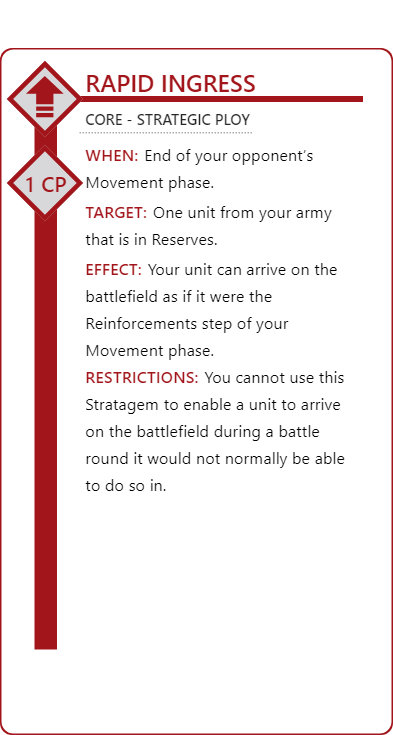 RAPID INGRESS
CORE - STRATEGIC PLOY
1 CP
WHEN: End of your opponent’s
Movement phase.
TARGET: One unit from your army
that is in Reserves.
EFFECT: Your unit can arrive on the
battlefield as if it were the
Reinforcements step of your
Movement phase.
RESTRICTIONS: You cannot use this
Stratagem to enable a unit to arrive
on the battlefield during a battle
round it would not normally be able
to do so in.